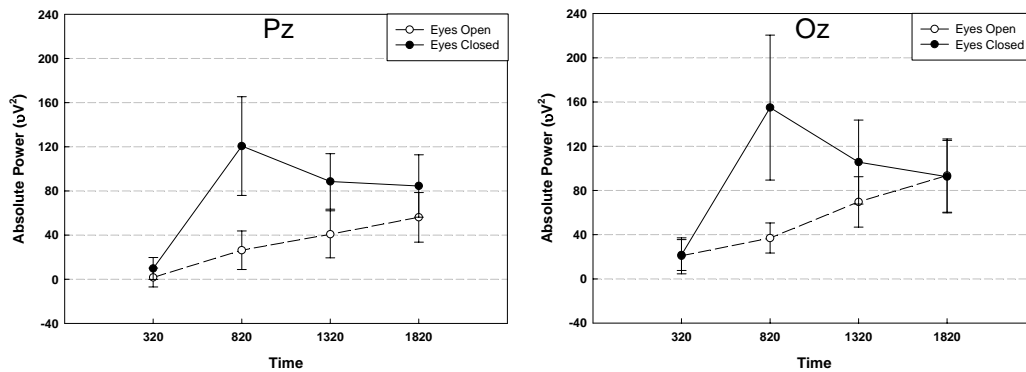 Pz
Eyes Open
Eyes Closed
240
200
160
120
80
40
0
-40
Absolute Power (υV²)
320 820 1320 1820
Time
Oz
Eyes Open
Eyes Closed
240
200
160
120
80
40
0
-40
Absolute Power (υV²)
320 820 1320 1820
Time